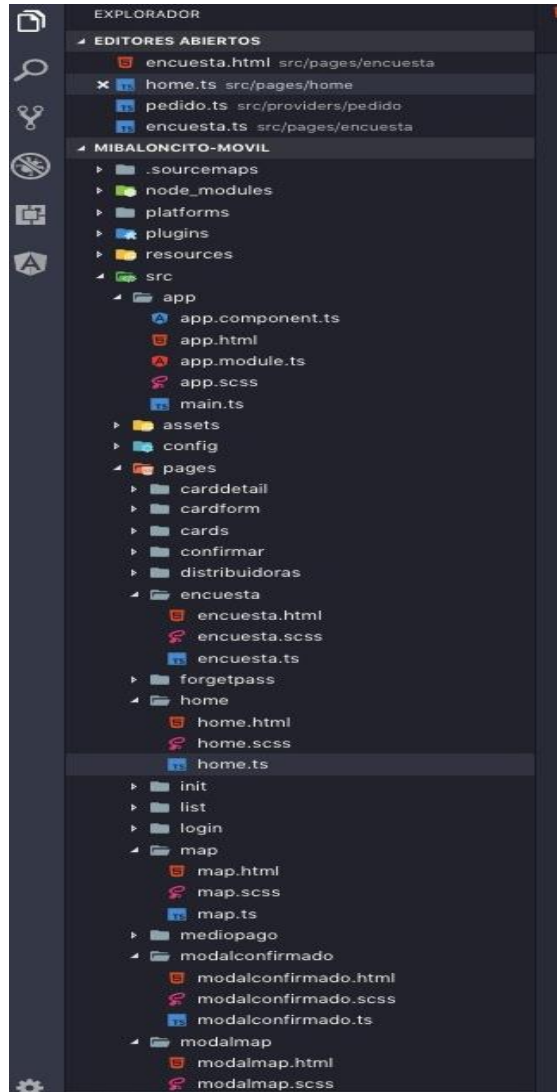 EXPLORADOR
EDITORES ABIERTOS
encuesta.html src/pages/encuesta
home.ts src/pages/home
pedido.ts src/providers/pedido
encuesta.ts src/pages/encuesta
MIBALONCITO-MOVIL
.sourcemaps
node_modules
platforms
plugins
resources
src
app
app.component.ts
app.html
app.module.ts
app.scss
main.ts
assets
config
pages
carddetail
cardform
cards
confirmar
distribuidoras
encuesta
encuesta.html
encuesta.scss
encuesta.ts
forgetpass
home
home.html
home.scss
home.ts
init
list
login
map
map.html
map.scss
map.ts
mediopago
modalconfirmado
modalconfirmado.html
modalconfirmado.scss
modalconfirmado.ts
modalmap
modalmap.html
modalmap.scss